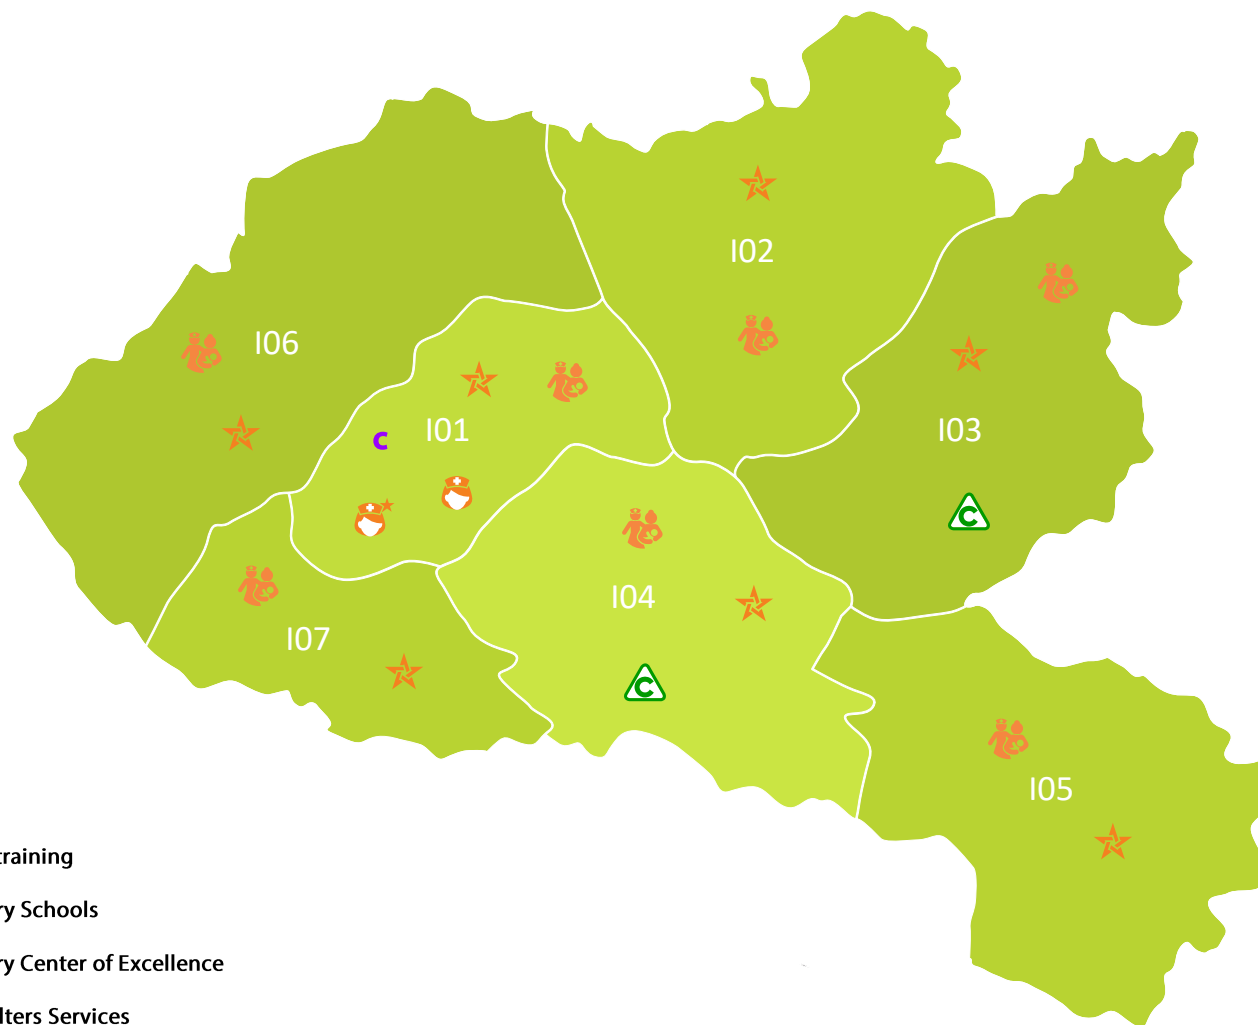 I02
I06
I01
I03
C
C
I04
I07
C
I05
training
ry Schools
ry Center of Excellence
lters Services